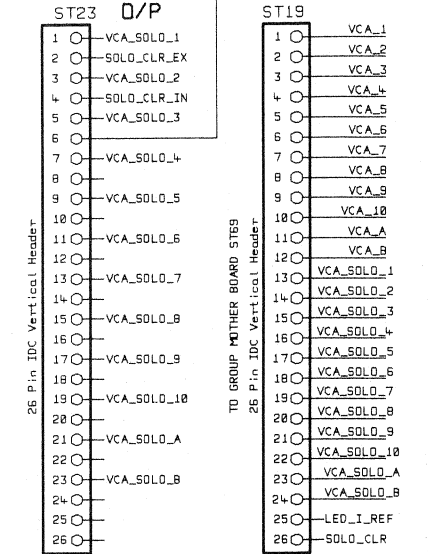 ST23 O/P
1 VCA_SOLO_1
2 SOLO_CLR_EX
3 VCA_SOLO_2
4 SOLO_CLR_IN
5 VCA_SOLO_3
6
7 VCA_SOLO_4
8
9 VCA_SOLO_5
10
11 VCA_SOLO_6
12
13 VCA_SOLO_7
14
15 VCA_SOLO_8
16
17 VCA_SOLO_9
18
19 VCA_SOLO_10
20
21 VCA_SOLO_A
22
23 VCA_SOLO_B
24
25
26
26 Pin IDC Vertical Header
ST19
1 VCA_1
2 VCA_2
3 VCA_3
4 VCA_4
5 VCA_5
6 VCA_6
7 VCA_7
8 VCA_8
9 VCA_9
10 VCA_10
11 VCA_A
12 VCA_B
13 VCA_SOLO_1
14 VCA_SOLO_2
15 VCA_SOLO_3
16 VCA_SOLO_4
17 VCA_SOLO_5
18 VCA_SOLO_6
19 VCA_SOLO_7
20 VCA_SOLO_8
21 VCA_SOLO_9
22 VCA_SOLO_10
23 VCA_SOLO_A
24 VCA_SOLO_B
25 LED_I_REF
26 SOLO_CLR
TO GROUP MOTHER BOARD ST69
26 Pin IDC Vertical Header